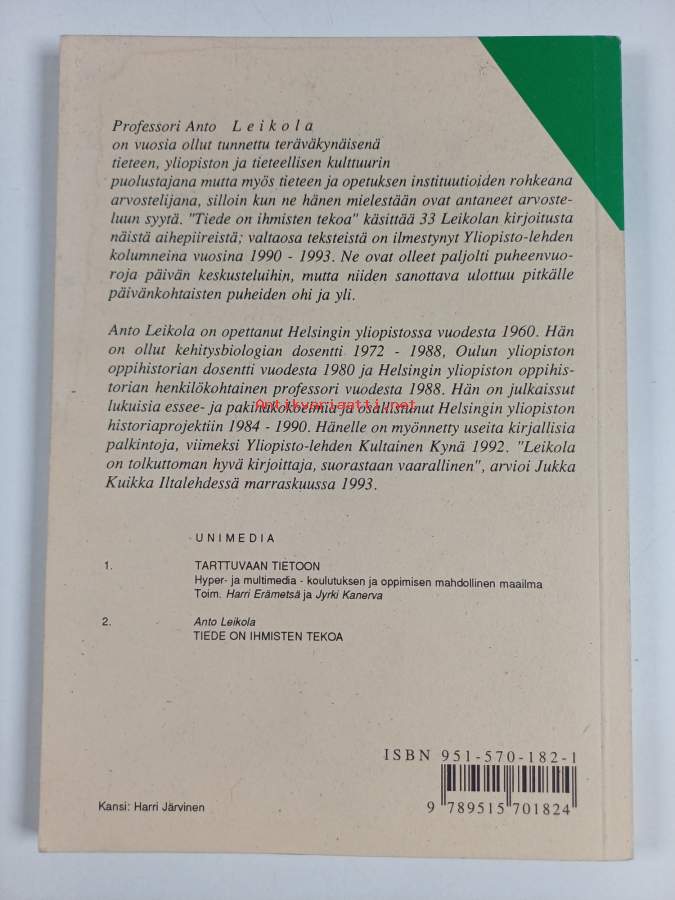 Professori Anto L e i k o l a
on vuosia ollut tunnettu teräväkynäisenä
tieteen, yliopiston ja tieteellisen kulttuurin
puolustajana mutta myös tieteen ja opetuksen instituutioiden rohkeana
arvostelijana, silloin kun ne hänen mielestään ovat antaneet arvoste-
luun syytä. "Tiede on ihmisten tekoa" käsittää 33 Leikolan kirjoitusta
näistä aihepiireistä; valtaosa teksteistä on ilmestynyt Yliopisto-lehden
kolumneina vuosina 1990 - 1993. Ne ovat olleet paljolti puheenvuo-
roja päivän keskusteluihin, mutta niiden sanottava ulottuu pitkälle
päivänkohtaisten puheiden ohi ja yli.
Anto Leikola on opettanut Helsingin yliopistossa vuodesta 1960. Hän
on ollut kehitysbiologian dosentti 1972 - 1988, Oulun yliopiston
oppihistorian dosentti vuodesta 1980 ja Helsingin yliopiston oppihis-
torian henkilökohtainen professori vuodesta 1988. Hän on julkaissut
lukuisia essee- ja pakinakokoelmia ja osallistunut Helsingin yliopiston
Antikvariaatti.net
historiaprojektiin 1984 - 1990. Hänelle on myönnetty useita kirjallisia
palkintoja, viimeksi Yliopisto-lehden Kultainen Kynä 1992. "Leikola
on tolkuttoman hyvä kirjoittaja, suorastaan vaarallinen", arvioi Jukka
Kuikka Iltalehdessä marraskuussa 1993.
U N I M E D I A
1. TARTTUVAAN TIETOON
Hyper- ja multimedia - koulutuksen ja oppimisen mahdollinen maailma
Toim. Harri Erämetsä ja Jyrki Kanerva
2. Anto Leikola
TIEDE ON IHMISTEN TEKOA
ISBN 951-570-182-1
9 789515 701824
Kansi: Harri Järvinen